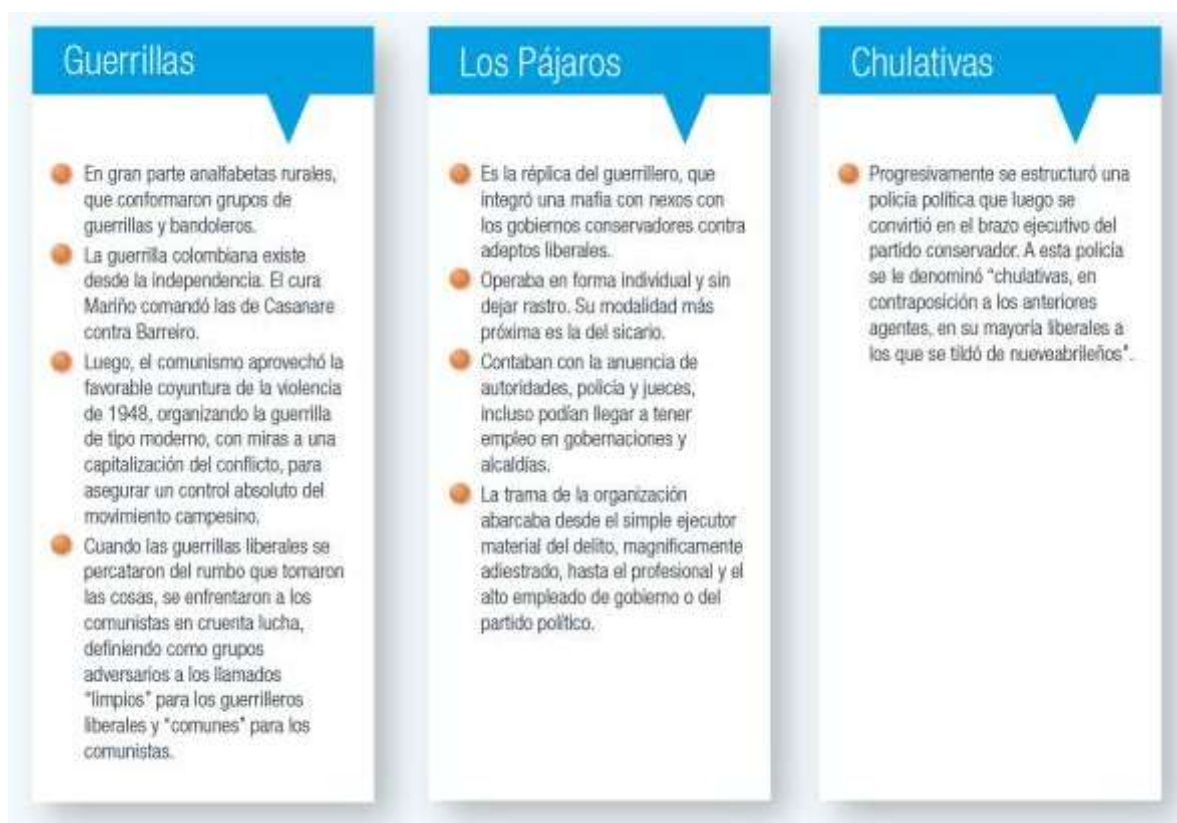 Guerrillas
En gran parte analfabetas rurales,
que conformaron grupos de
guerrillas y bandoleros.
La guerrilla colombiana existe
desde la independencia. El cura
Mariño comandó las de Casanare
contra Barreiro.
Luego, el comunismo aprovechó la
favorable coyuntura de la violencia
de 1948, organizando la guerrilla
de tipo moderno, con miras a una
capitalización del conflicto, para
asegurar un control absoluto del
movimiento campesino.
Cuando las guerrillas liberales se
percataron del rumbo que tomaron
las cosas, se enfrentaron a los
comunistas en cruenta lucha,
definiendo como grupos
adversarios a los llamados
"limpios" para los guerrilleros
liberales y "comunes" para los
comunistas.
Los Pájaros
Es la réplica del guerrillero, que
integró una mafia con nexos con
los gobiernos conservadores contra
adeptos liberales.
Operaba en forma individual y sin
dejar rastro. Su modalidad más
próxima es la del sicario.
Contaban con la anuencia de
autoridades, policía y jueces,
incluso podían llegar a tener
empleo en gobernaciones y
alcaldías.
La trama de la organización
abarcaba desde el simple ejecutor
material del delito, magníficamente
adiestrado, hasta el profesional y el
alto empleado de gobierno o del
partido político.
Chulativas
Progresivamente se estructuró una
policía política que luego se
convirtió en el brazo ejecutivo del
partido conservador. A esta policía
se le denominó "chulativas, en
contraposición a los anteriores
agentes, en su mayoría liberales a
los que se tildó de nueveabrileños".